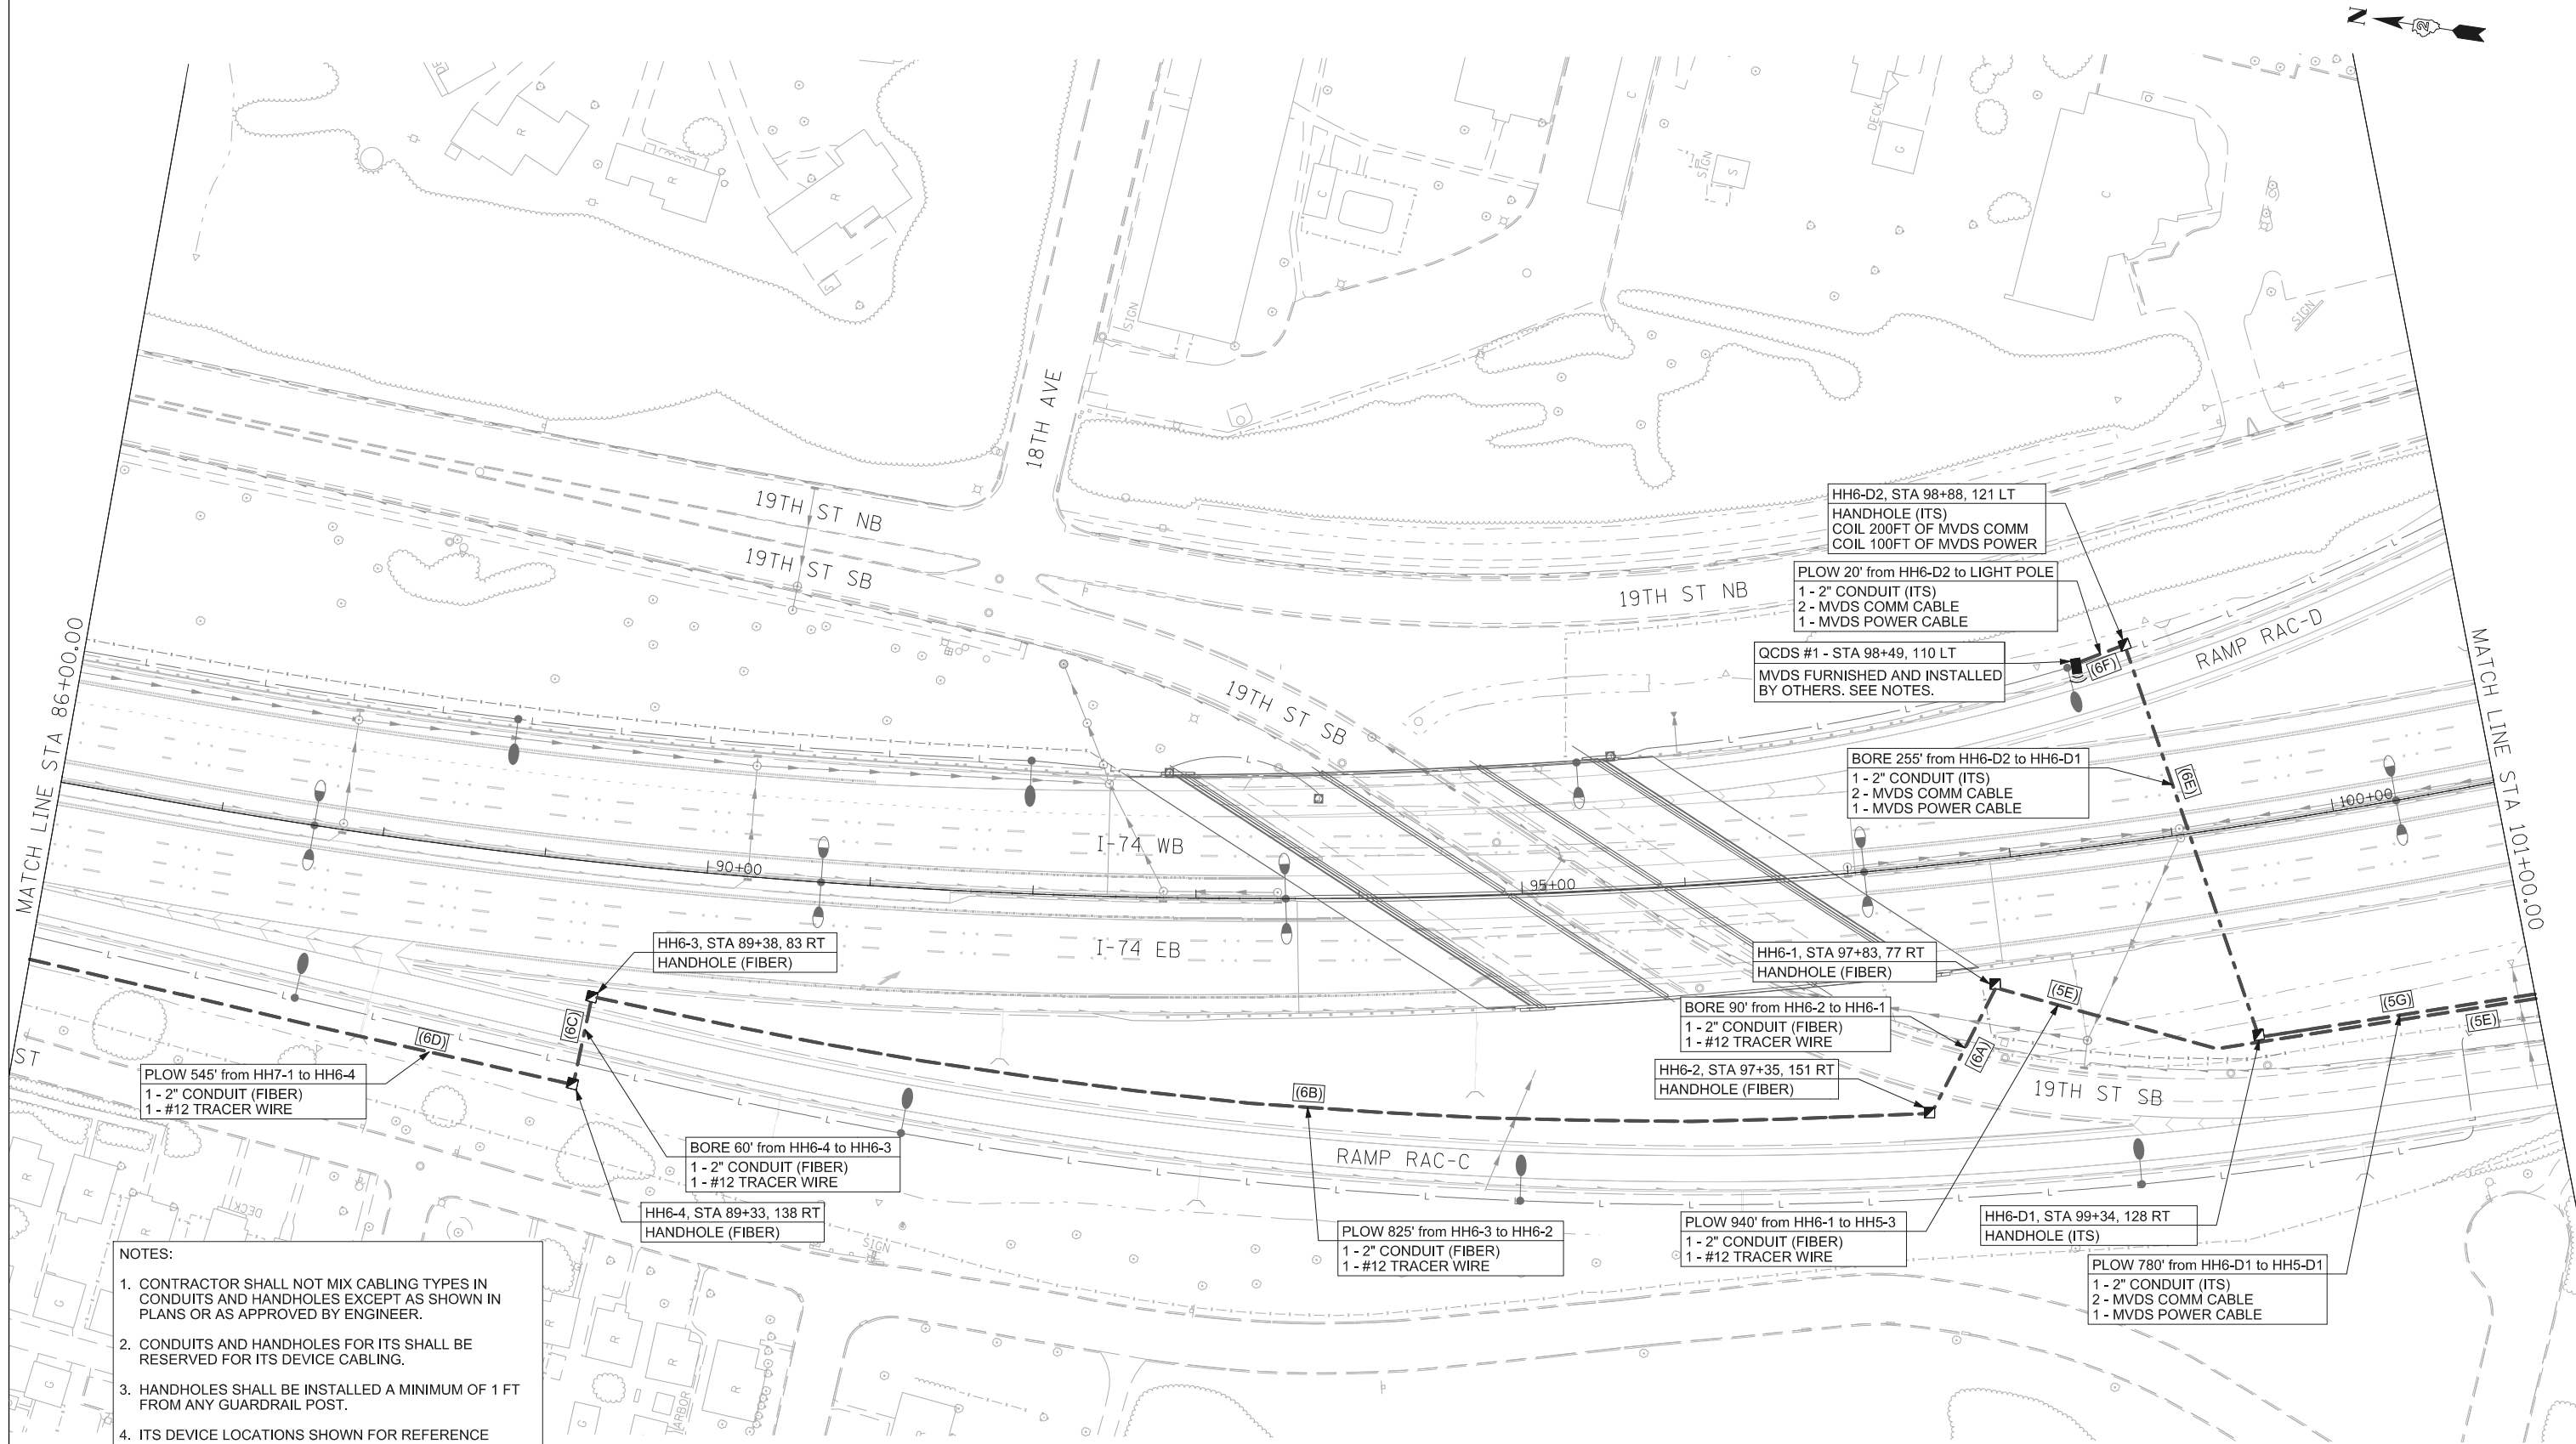 N
2
R
R
R
S
18TH AVE
SIGN
C
C
SIGN
S
DECK
G
C
SIGN
19TH ST NB
19TH ST SB
19TH ST NB
19TH ST SB
RAMP RAC-D
MATCH LINE STA 86+00.00
MATCH LINE STA 101+00.00
HH6-D2, STA 98+88, 121 LT
HANDHOLE (ITS)
COIL 200FT OF MVDS COMM
COIL 100FT OF MVDS POWER
PLOW 20' from HH6-D2 to LIGHT POLE
1 - 2" CONDUIT (ITS)
2 - MVDS COMM CABLE
1 - MVDS POWER CABLE
QCDS #1 - STA 98+49, 110 LT
MVDS FURNISHED AND INSTALLED
BY OTHERS. SEE NOTES.
(6F)
BORE 255' from HH6-D2 to HH6-D1
1 - 2" CONDUIT (ITS)
2 - MVDS COMM CABLE
1 - MVDS POWER CABLE
(6E)
I-74 WB
90+00
95+00
100+00
I-74 EB
HH6-3, STA 89+38, 83 RT
HANDHOLE (FIBER)
HH6-1, STA 97+83, 77 RT
HANDHOLE (FIBER)
BORE 90' from HH6-2 to HH6-1
1 - 2" CONDUIT (FIBER)
1 - #12 TRACER WIRE
HH6-2, STA 97+35, 151 RT
HANDHOLE (FIBER)
(6A)
(5E)
(5G)
(5E)
19TH ST SB
(6C)
(6D)
(6B)
ST
PLOW 545' from HH7-1 to HH6-4
1 - 2" CONDUIT (FIBER)
1 - #12 TRACER WIRE
BORE 60' from HH6-4 to HH6-3
1 - 2" CONDUIT (FIBER)
1 - #12 TRACER WIRE
RAMP RAC-C
HH6-4, STA 89+33, 138 RT
HANDHOLE (FIBER)
PLOW 825' from HH6-3 to HH6-2
1 - 2" CONDUIT (FIBER)
1 - #12 TRACER WIRE
PLOW 940' from HH6-1 to HH5-3
1 - 2" CONDUIT (FIBER)
1 - #12 TRACER WIRE
HH6-D1, STA 99+34, 128 RT
HANDHOLE (ITS)
PLOW 780' from HH6-D1 to HH5-D1
1 - 2" CONDUIT (ITS)
2 - MVDS COMM CABLE
1 - MVDS POWER CABLE
R
R
R
DECK
SIGN
G
G
R
R
R
R
G
NOTES:
1. CONTRACTOR SHALL NOT MIX CABLING TYPES IN
CONDUITS AND HANDHOLES EXCEPT AS SHOWN IN
PLANS OR AS APPROVED BY ENGINEER.
2. CONDUITS AND HANDHOLES FOR ITS SHALL BE
RESERVED FOR ITS DEVICE CABLING.
3. HANDHOLES SHALL BE INSTALLED A MINIMUM OF 1 FT
FROM ANY GUARDRAIL POST.
4. ITS DEVICE LOCATIONS SHOWN FOR REFERENCE